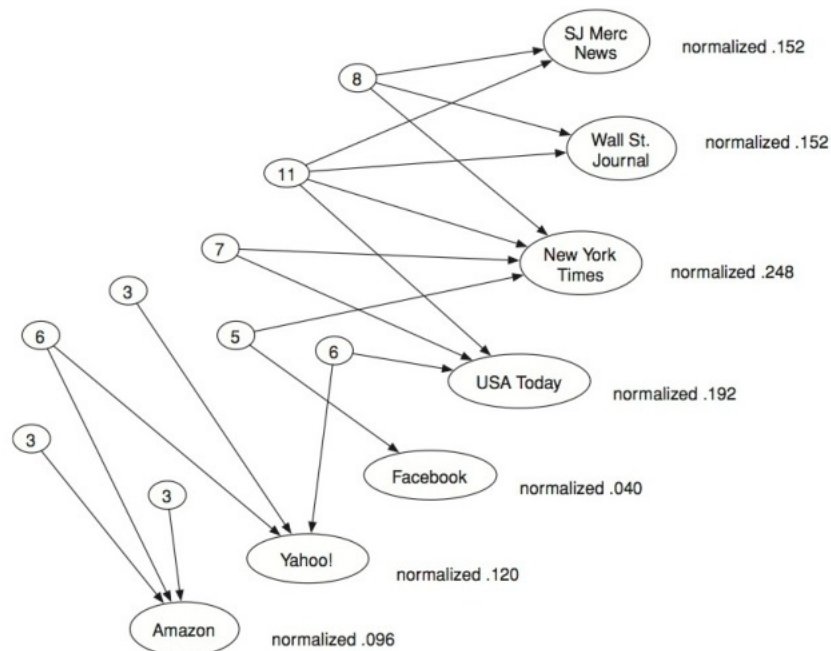 SJ Merc
News
normalized .152
8
Wall St.
Journal
normalized .152
11
7
New York
Times
normalized .248
3
6
5
6
USA Today
normalized .192
3
Facebook
normalized .040
3
Yahoo!
normalized .120
Amazon
normalized .096